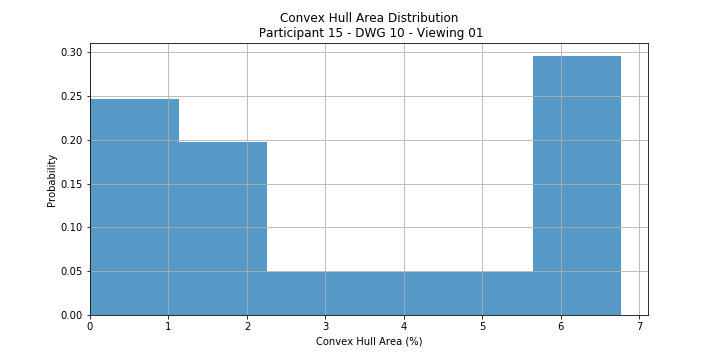 Convex Hull Area Distribution
Participant 15 - DWG 10 - Viewing 01
0.30
0.25
0.20
0.15
0.10
0.05
0.00
Probability
0 1 2 3 4 5 6 7
Convex Hull Area (%)